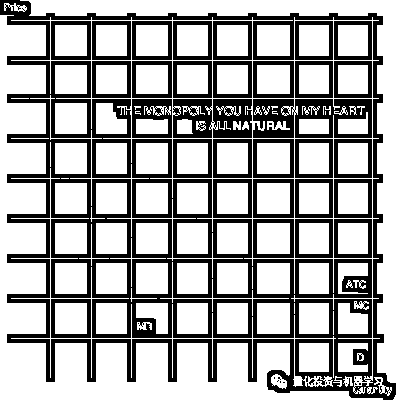 Price
THE MONOPOLY YOU HAVE ON MY HEART
IS ALL NATURAL
ATC
MC
MR
D
量化投资与机器学习
Quantity